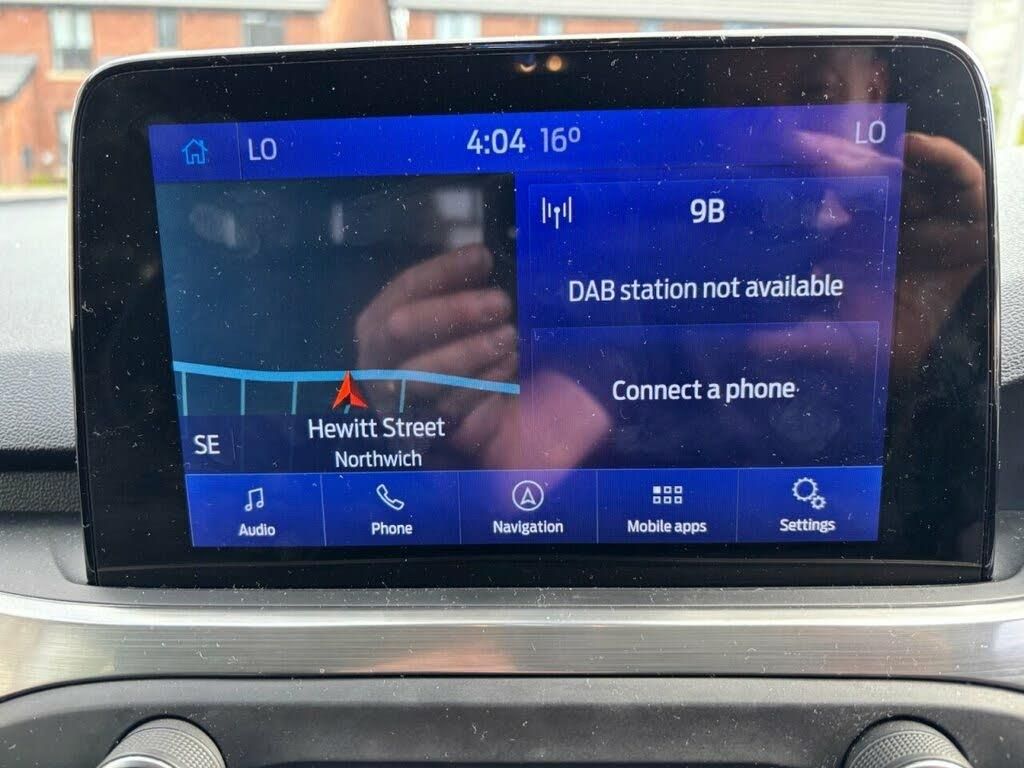 LO 4:04 16° LO
9B
DAB station not available
Connect a phone
Hewitt Street
SE
Northwich
Audio Phone Navigation Mobile apps Settings